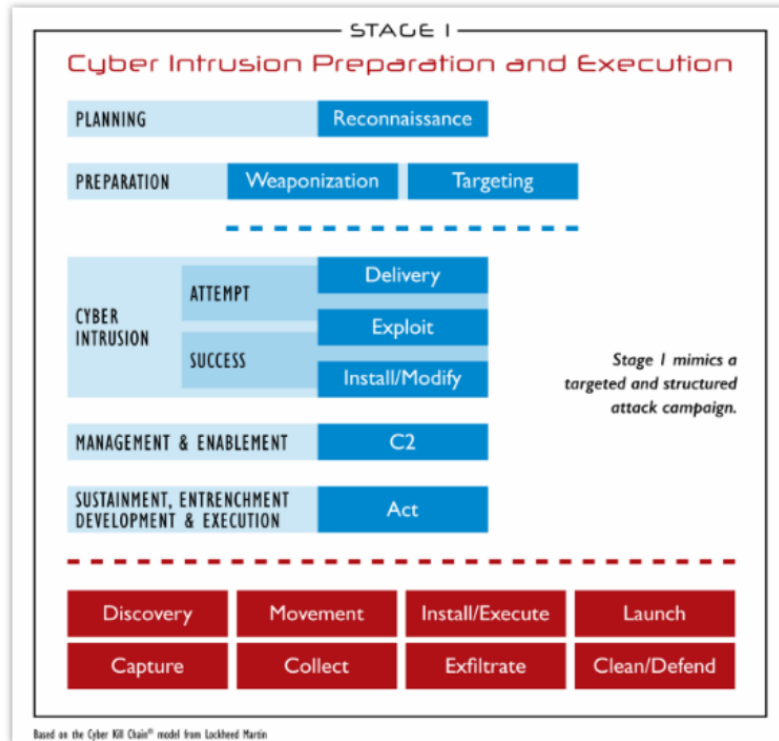 STAGE 1
Cyber Intrusion Preparation and Execution
PLANNING
Reconnaissance
PREPARATION
Weaponization
Targeting
CYBER
INTRUSION
ATTEMPT
SUCCESS
Delivery
Exploit
Install/Modify
Stage 1 mimics a
targeted and structured
attack campaign.
MANAGEMENT & ENABLEMENT
C2
SUSTAINMENT, ENTRENCHMENT
DEVELOPMENT & EXECUTION
Act
Discovery
Movement
Install/Execute
Launch
Capture
Collect
Exfiltrate
Clean/Defend
Based on the Cyber Kill Chain® model from Lockheed Martin